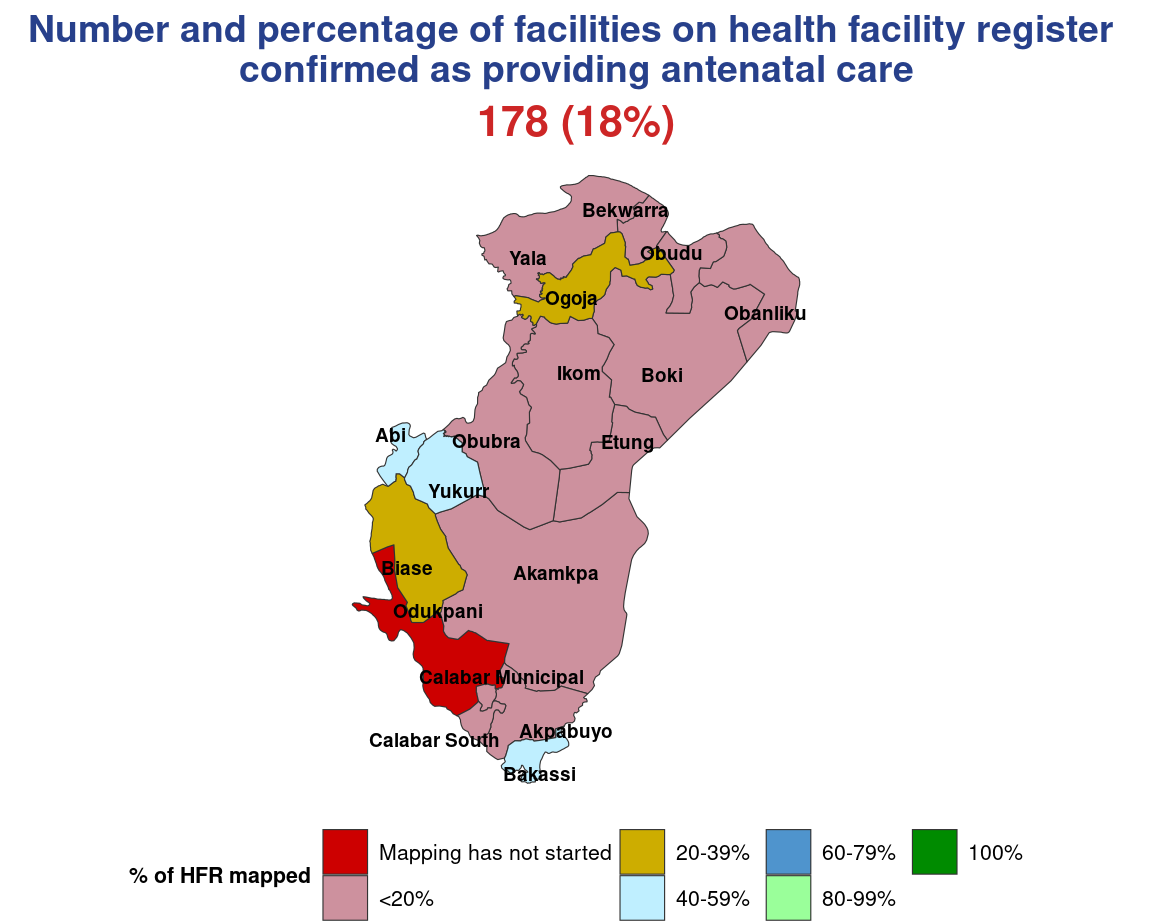 Number and percentage of facilities on health facility register
confirmed as providing antenatal care
178 (18%)
Bekwarra
Obudu
Yala
Ogoja
Obanliku
Ikom
Boki
Abi
Obubra
Etung
Yukurr
Biase
Akamkpa
Odukpani
Calabar Municipal
Akpabuyo
Calabar South
Bakassi
% of HFR mapped
Mapping has not started
<20%
20-39%
40-59%
60-79%
80-99%
100%